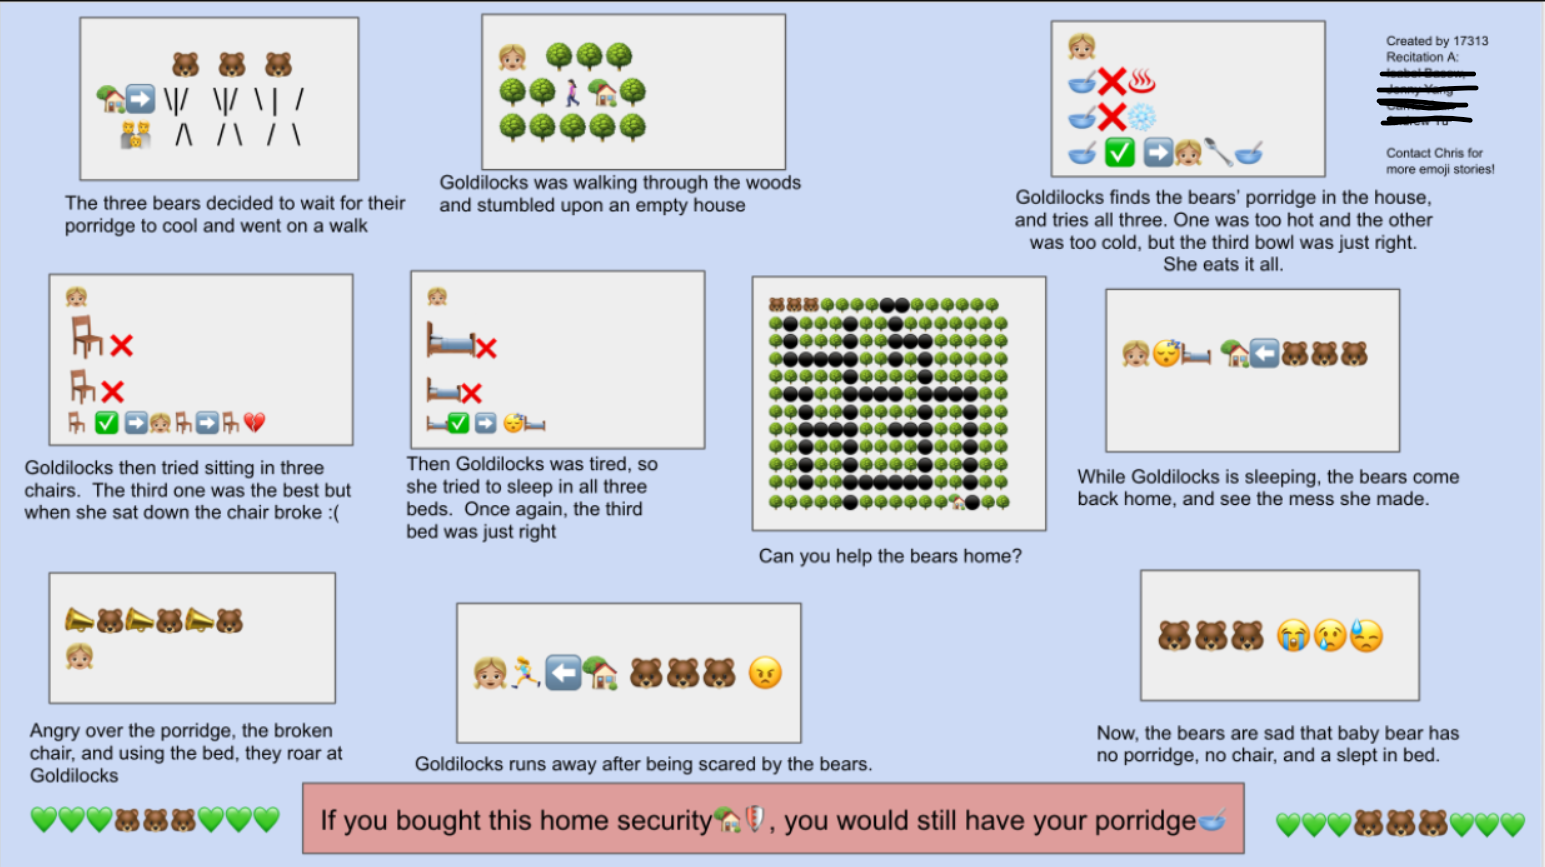 Created by 17313
Recitation A:
Contact Chris for
more emoji stories!
The three bears decided to wait for their
porridge to cool and went on a walk
Goldilocks was walking through the woods
and stumbled upon an empty house
Goldilocks finds the bears’ porridge in the house,
and tries all three. One was too hot and the other
was too cold, but the third bowl was just right.
She eats it all.
Goldilocks then tried sitting in three
chairs. The third one was the best but
when she sat down the chair broke :(
Then Goldilocks was tired, so
she tried to sleep in all three
beds. Once again, the third
bed was just right
Can you help the bears home?
While Goldilocks is sleeping, the bears come
back home, and see the mess she made.
Angry over the porridge, the broken
chair, and using the bed, they roar at
Goldilocks
Goldilocks runs away after being scared by the bears.
Now, the bears are sad that baby bear has
no porridge, no chair, and a slept in bed.
If you bought this home security🏡🛡️, you would still have your porridge🥣